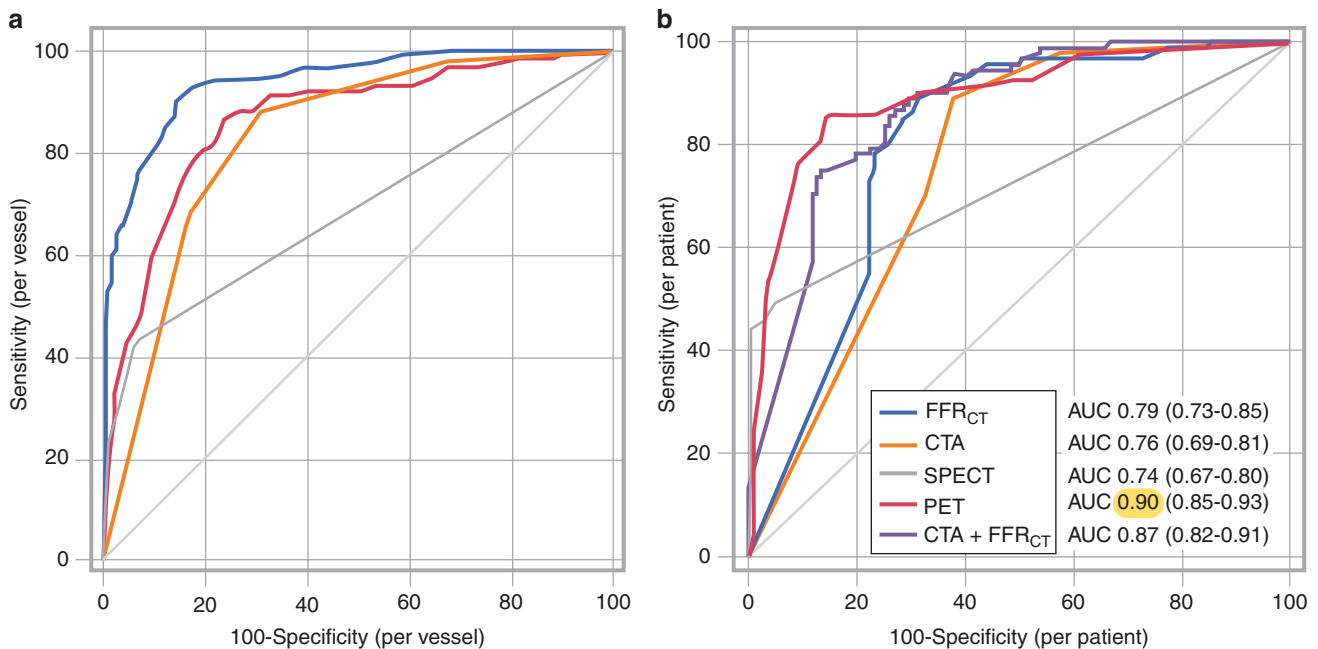 a
Sensitivity (per vessel)
100
80
60
40
20
0
0 20 40 60 80 100
100-Specificity (per vessel)
b
Sensitivity (per patient)
100
80
60
40
20
0
0 20 40 60 80 100
100-Specificity (per patient)
FFRCT AUC 0.79 (0.73-0.85)
CTA AUC 0.76 (0.69-0.81)
SPECT AUC 0.74 (0.67-0.80)
PET AUC 0.90 (0.85-0.93)
CTA + FFRCT AUC 0.87 (0.82-0.91)